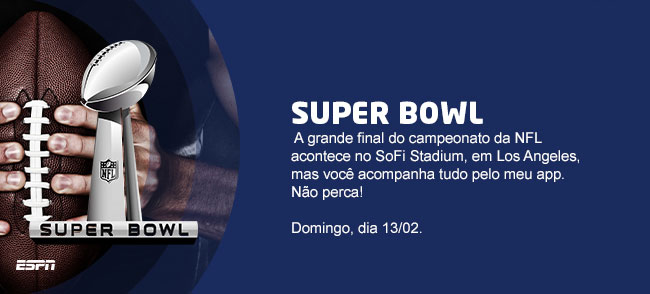 SUPER BOWL
A grande final do campeonato da NFL
acontece no SoFi Stadium, em Los Angeles,
mas você acompanha tudo pelo meu app.
Não perca!
Domingo, dia 13/02.
NFL
SUPER BOWL
ESPN